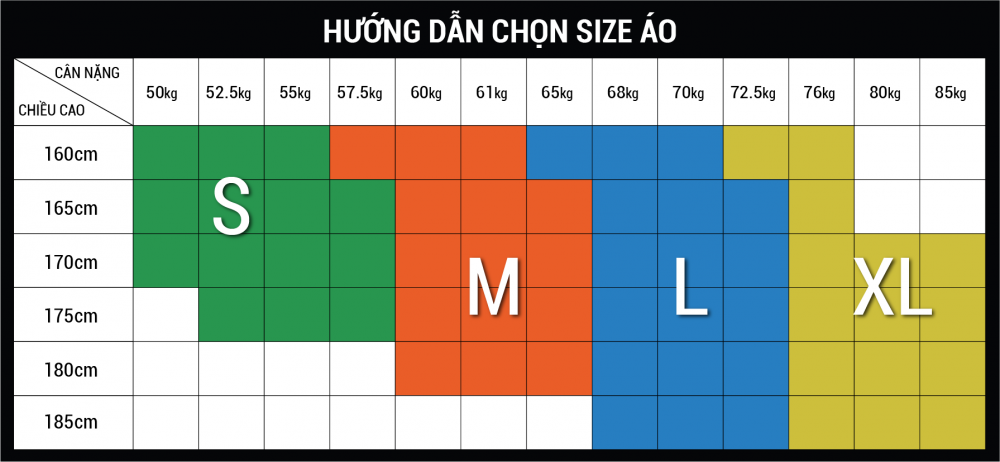 HƯỚNG DẪN CHỌN SIZE ÁO
CÂN NẶNG
CHIỀU CAO
50kg 52.5kg 55kg 57.5kg 60kg 61kg 65kg 68kg 70kg 72.5kg 76kg 80kg 85kg
160cm
165cm
S
170cm
M L XL
175cm
180cm
185cm